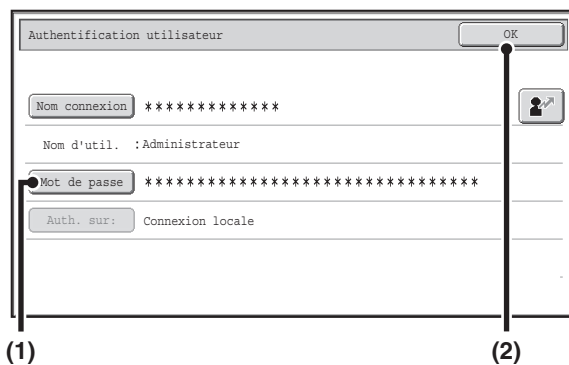 Authentification utilisateur OK
Nom connexion *************
Nom d'util. :Administrateur
Mot de passe ********************************
Auth. sur: Connexion locale
(1) (2)